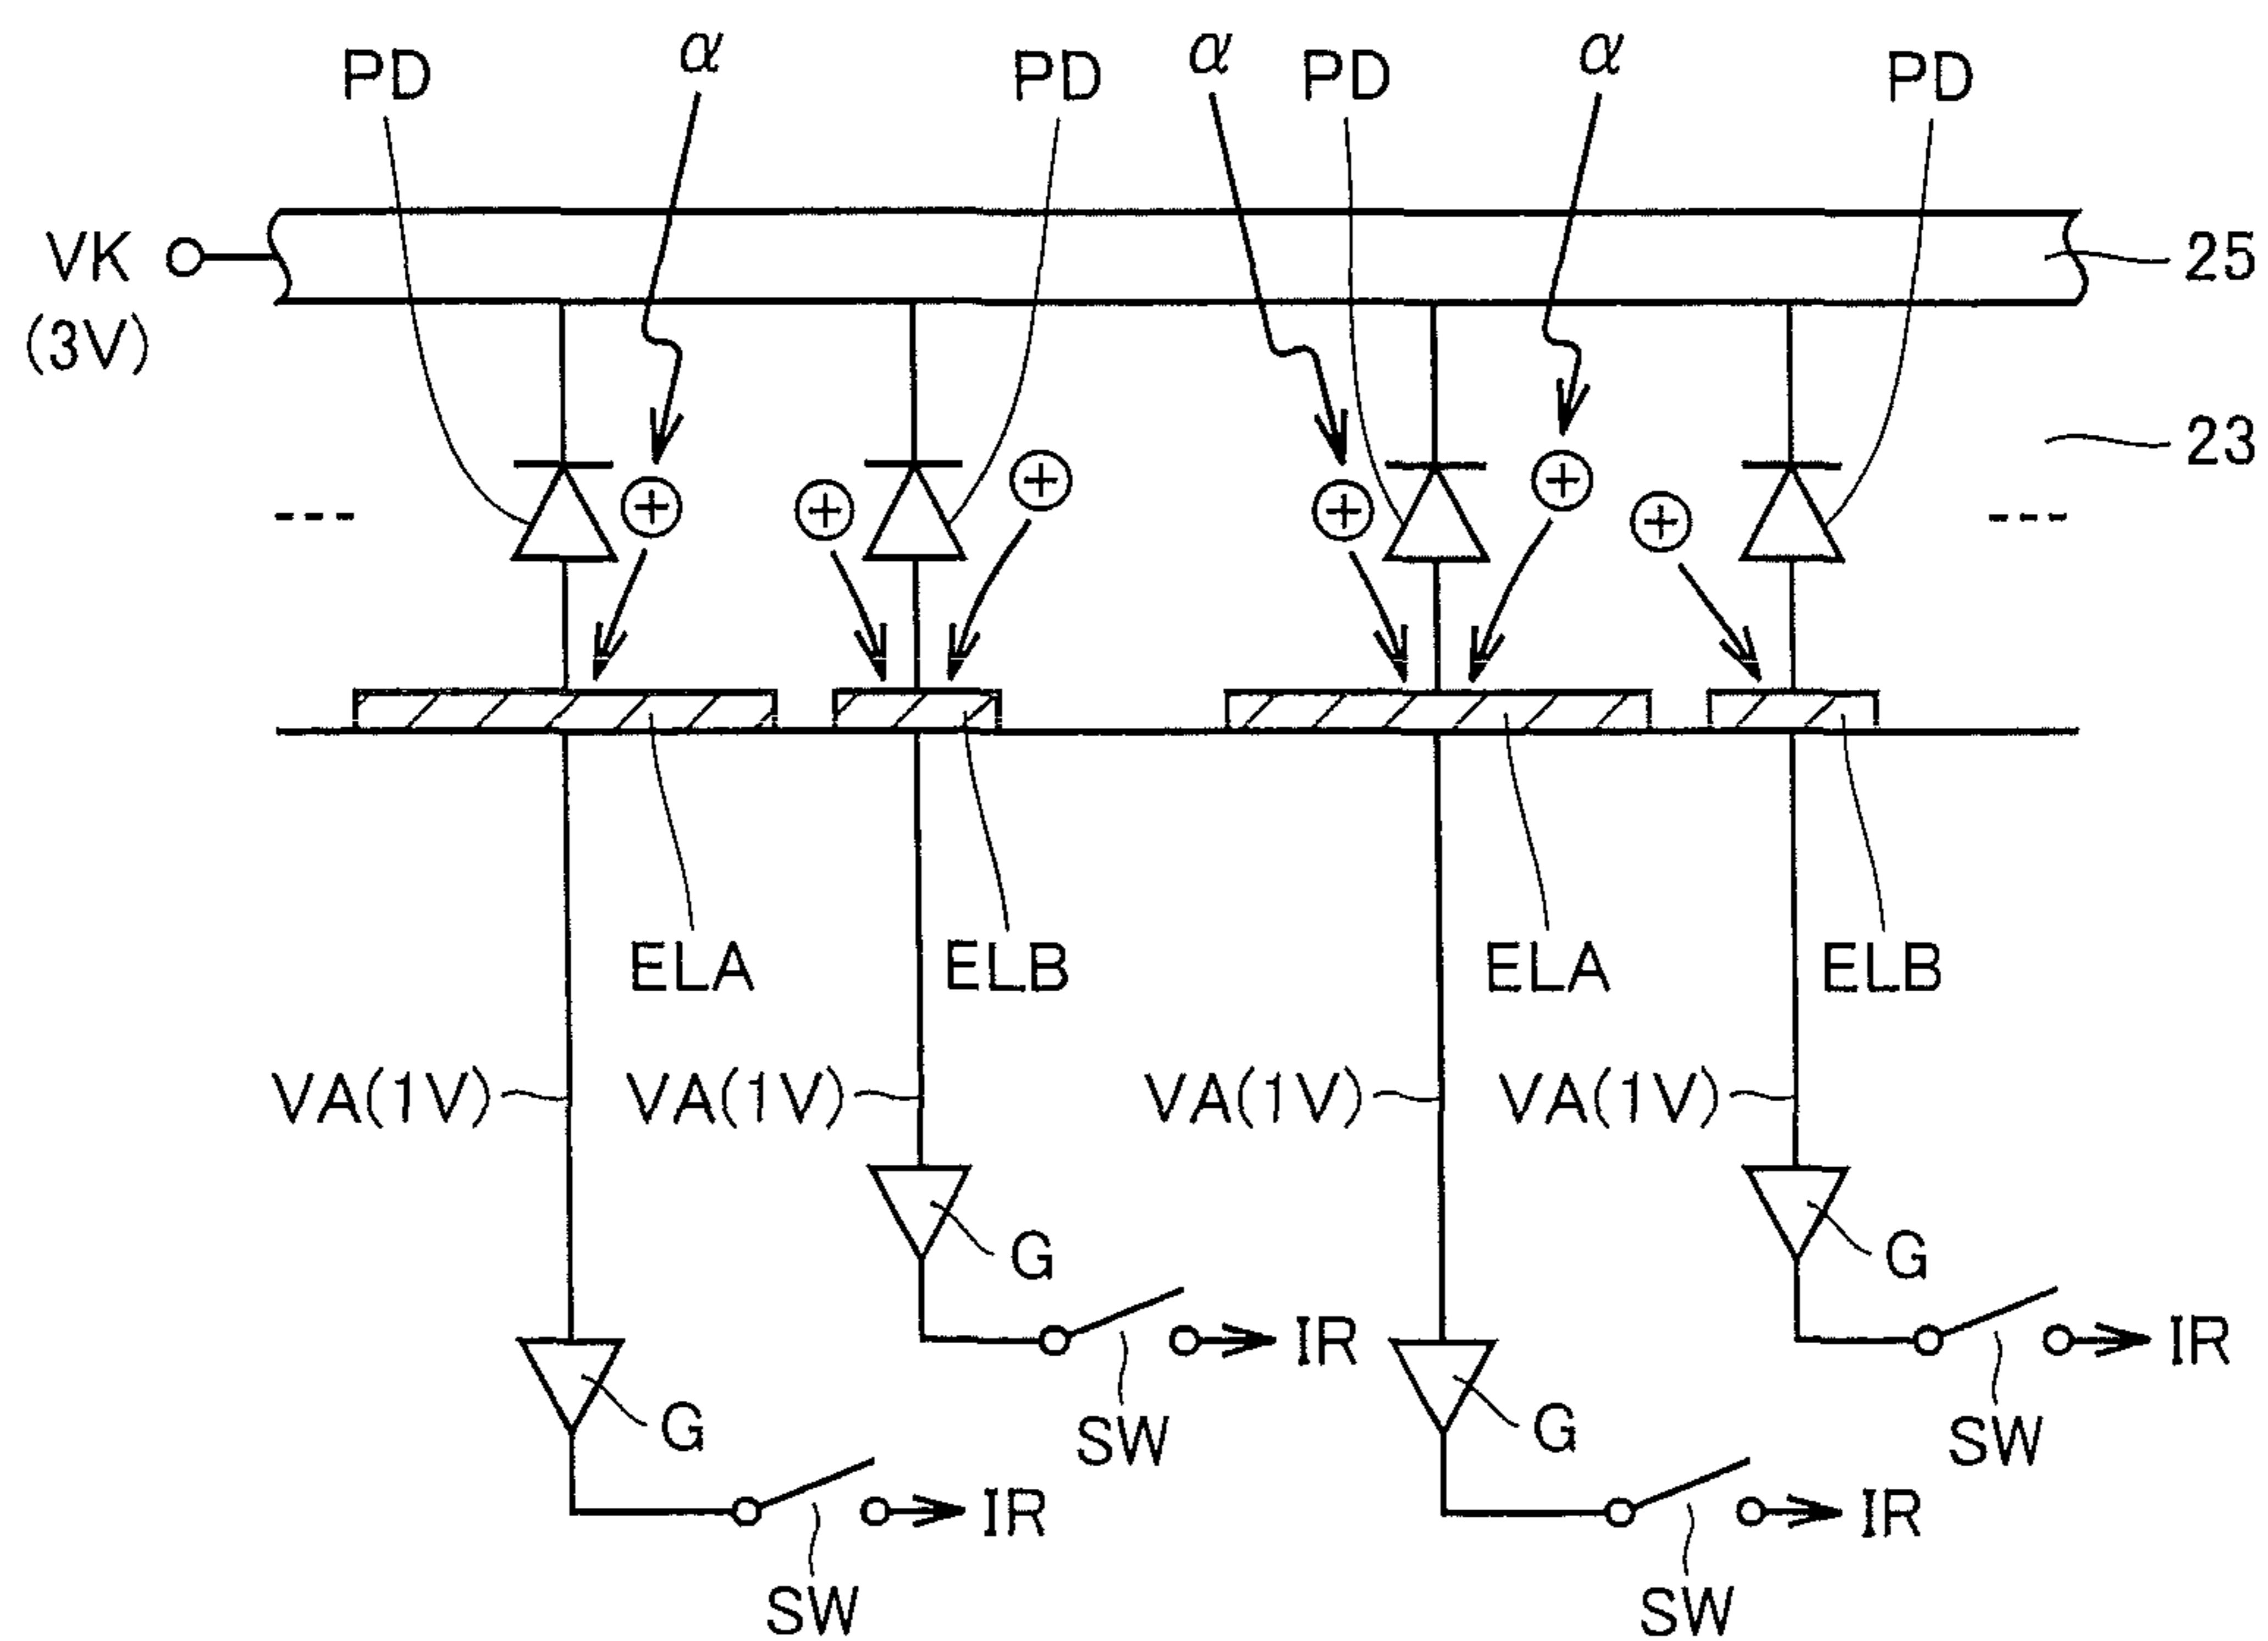 PD α PD α PD α PD
VK 25
(3V)
23
+ + + + + +
ELA ELB ELA ELB
VA(1V) VA(1V) VA(1V) VA(1V)
G G
IR IR
G SW G SW
IR IR
SW SW